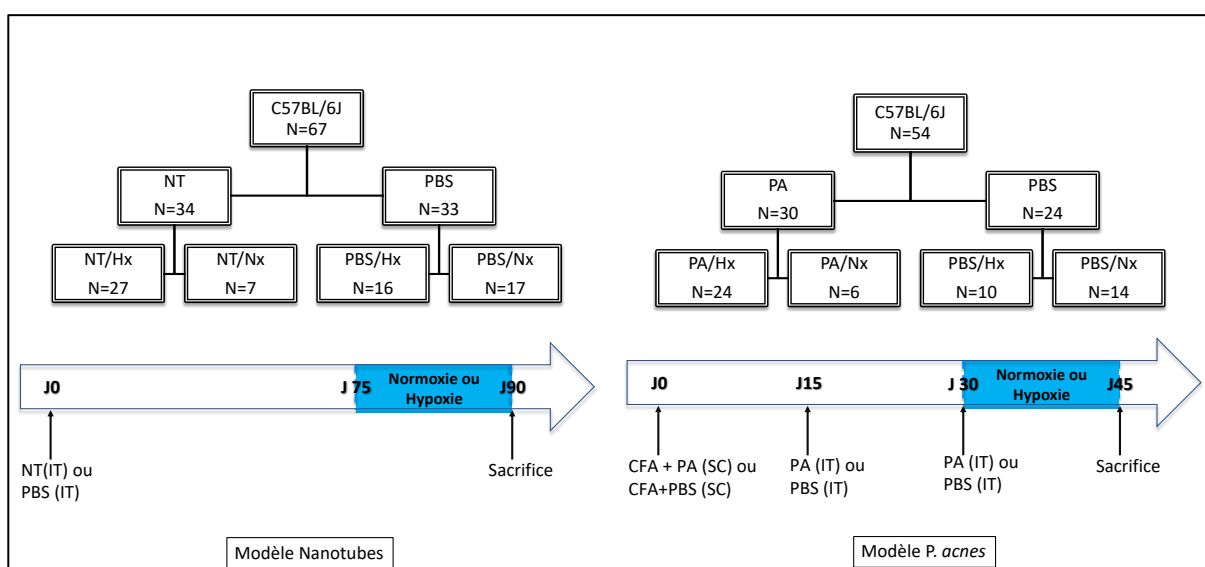 C57BL/6J
N=67
NT
N=34
PBS
N=33
NT/Hx
N=27
NT/Nx
N=7
PBS/Hx
N=16
PBS/Nx
N=17
J0
J 75
Normoxie ou
Hypoxie
J90
NT(IT) ou
PBS (IT)
Sacrifice
Modèle Nanotubes
C57BL/6J
N=54
PA
N=30
PBS
N=24
PA/Hx
N=24
PA/Nx
N=6
PBS/Hx
N=10
PBS/Nx
N=14
J0
J15
J 30
Normoxie ou
Hypoxie
J45
CFA + PA (SC) ou
CFA+PBS (SC)
PA (IT) ou
PBS (IT)
PA (IT) ou
PBS (IT)
Sacrifice
Modèle P. acnes